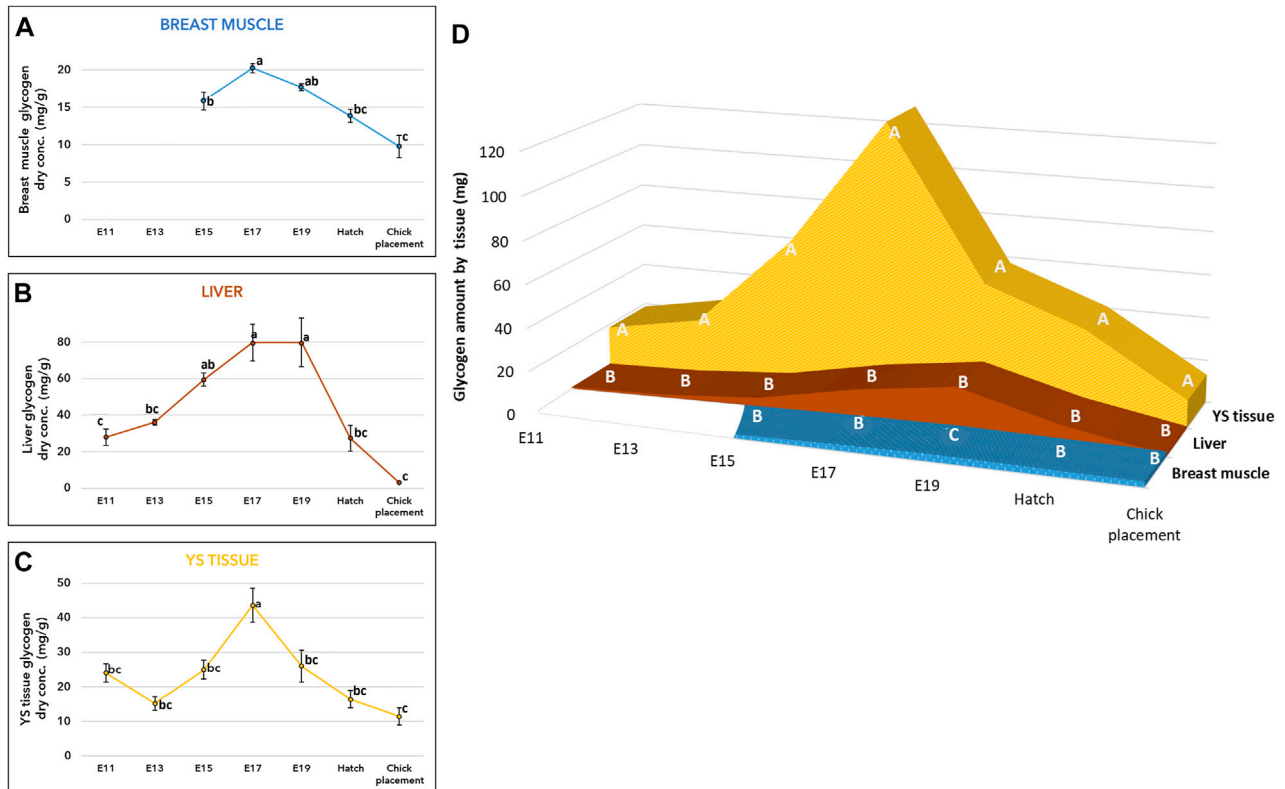 A
BREAST MUSCLE
Breast muscle glycogen
dry conc. (mg/g)
20
15
10
5
0
b
a
ab
bc
c
E11 E13 E15 E17 E19 Hatch Chick
placement
B
LIVER
Liver glycogen
dry conc. (mg/g)
80
60
40
20
0
c
bc
ab
a
a
bc
c
E11 E13 E15 E17 E19 Hatch Chick
placement
C
YS TISSUE
YS tissue glycogen
dry conc. (mg/g)
50
40
30
20
10
0
bc
bc
bc
a
bc
bc
c
E11 E13 E15 E17 E19 Hatch Chick
placement
D
Glycogen amount by tissue (mg)
120
100
80
60
40
20
0
A A A A A A A
B B B B B B B
B B C B B
E11
E13
E15
E17
E19
Hatch
Chick
placement
YS tissue
Liver
Breast muscle